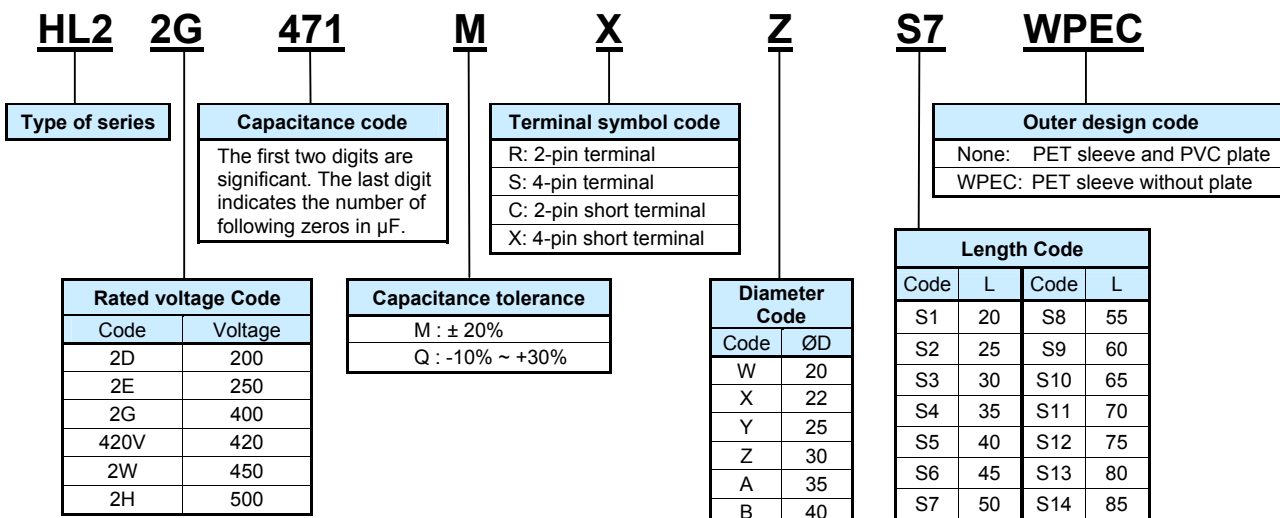 HL2 2G 471 M X Z S7 WPEC
Type of series
Capacitance code
The first two digits are
significant. The last digit
indicates the number of
following zeros in µF.
Terminal symbol code
R: 2-pin terminal
S: 4-pin terminal
C: 2-pin short terminal
X: 4-pin short terminal
Outer design code
None: PET sleeve and PVC plate
WPEC: PET sleeve without plate
Rated voltage Code
Code Voltage
2D 200
2E 250
2G 400
420V 420
2W 450
2H 500
Capacitance tolerance
M : ± 20%
Q : -10% ~ +30%
Diameter
Code
Code ØD
W 20
X 22
Y 25
Z 30
A 35
B 40
Length Code
Code L Code L
S1 20 S8 55
S2 25 S9 60
S3 30 S10 65
S4 35 S11 70
S5 40 S12 75
S6 45 S13 80
S7 50 S14 85